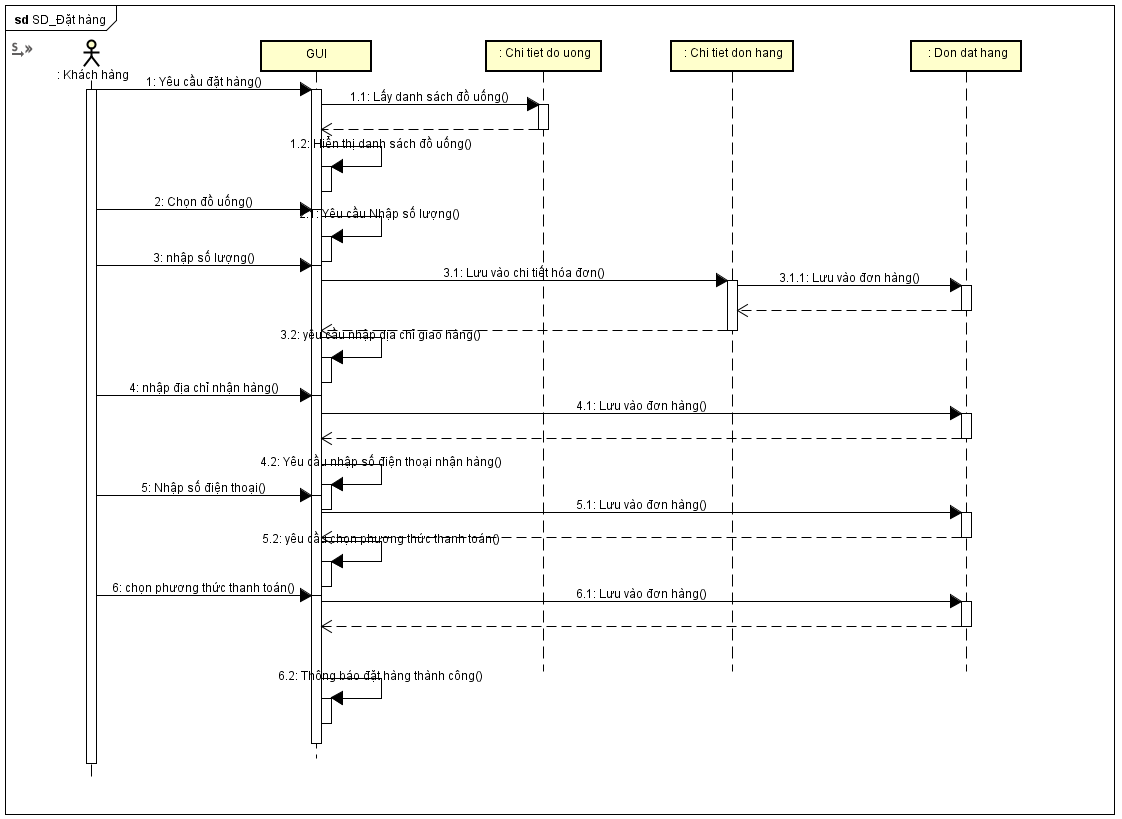 sd SD_Đặt hàng
S
: Khách hàng
GUI
: Chi tiet do uong
: Chi tiet don hang
: Don dat hang
1: Yêu cầu đặt hàng()
1.1: Lấy danh sách đồ uống()
1.2: Hiển thị danh sách đồ uống()
2: Chọn đồ uống()
2.1: Yêu cầu Nhập số lượng()
3: nhập số lượng()
3.1: Lưu vào chi tiết hóa đơn()
3.1.1: Lưu vào đơn hàng()
3.2: yêu cầu nhập địa chỉ giao hàng()
4: nhập địa chỉ nhận hàng()
4.1: Lưu vào đơn hàng()
4.2: Yêu cầu nhập số điện thoại nhận hàng()
5: Nhập số điện thoại()
5.1: Lưu vào đơn hàng()
5.2: yêu cầu chọn phương thức thanh toán()
6: chọn phương thức thanh toán()
6.1: Lưu vào đơn hàng()
6.2: Thông báo đặt hàng thành công()